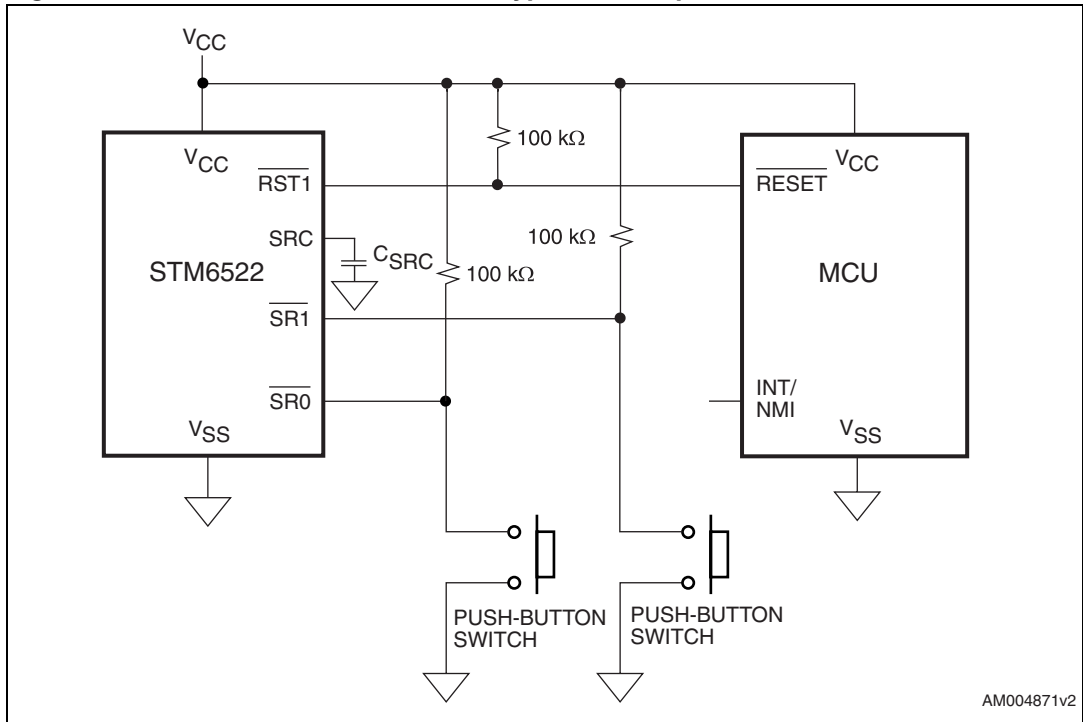 VCC
VCC
RST1
SRC
CSRC
STM6522
SR1
SR0
VSS
100 kΩ
100 kΩ
100 kΩ
VCC
RESET
MCU
INT/
NMI
VSS
PUSH-BUTTON
SWITCH
PUSH-BUTTON
SWITCH
AM004871v2